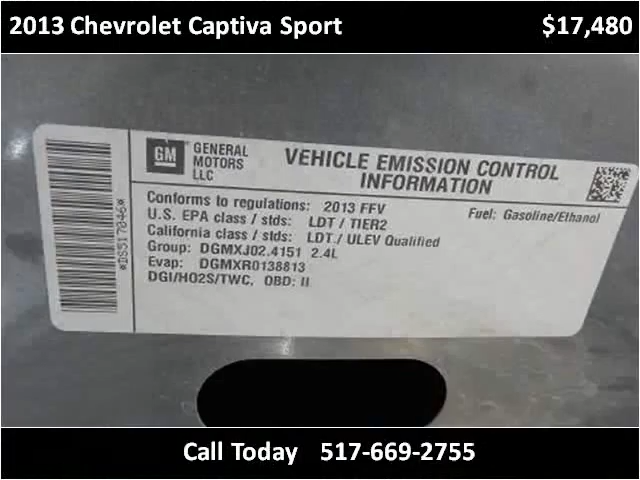 2013 Chevrolet Captiva Sport $17,480
GM GENERAL MOTORS LLC
VEHICLE EMISSION CONTROL
INFORMATION
Conforms to regulations: 2013 FFV Fuel: Gasoline/Ethanol
U.S. EPA class / stds: LDT / TIER2
California class / stds: LDT / ULEV Qualified
Group: DGMXJ02.4151 2.4L
Evap: DGMXR0138813
DGI/HO2S/TWC, OBD: II
*DS517046*
Call Today 517-669-2755